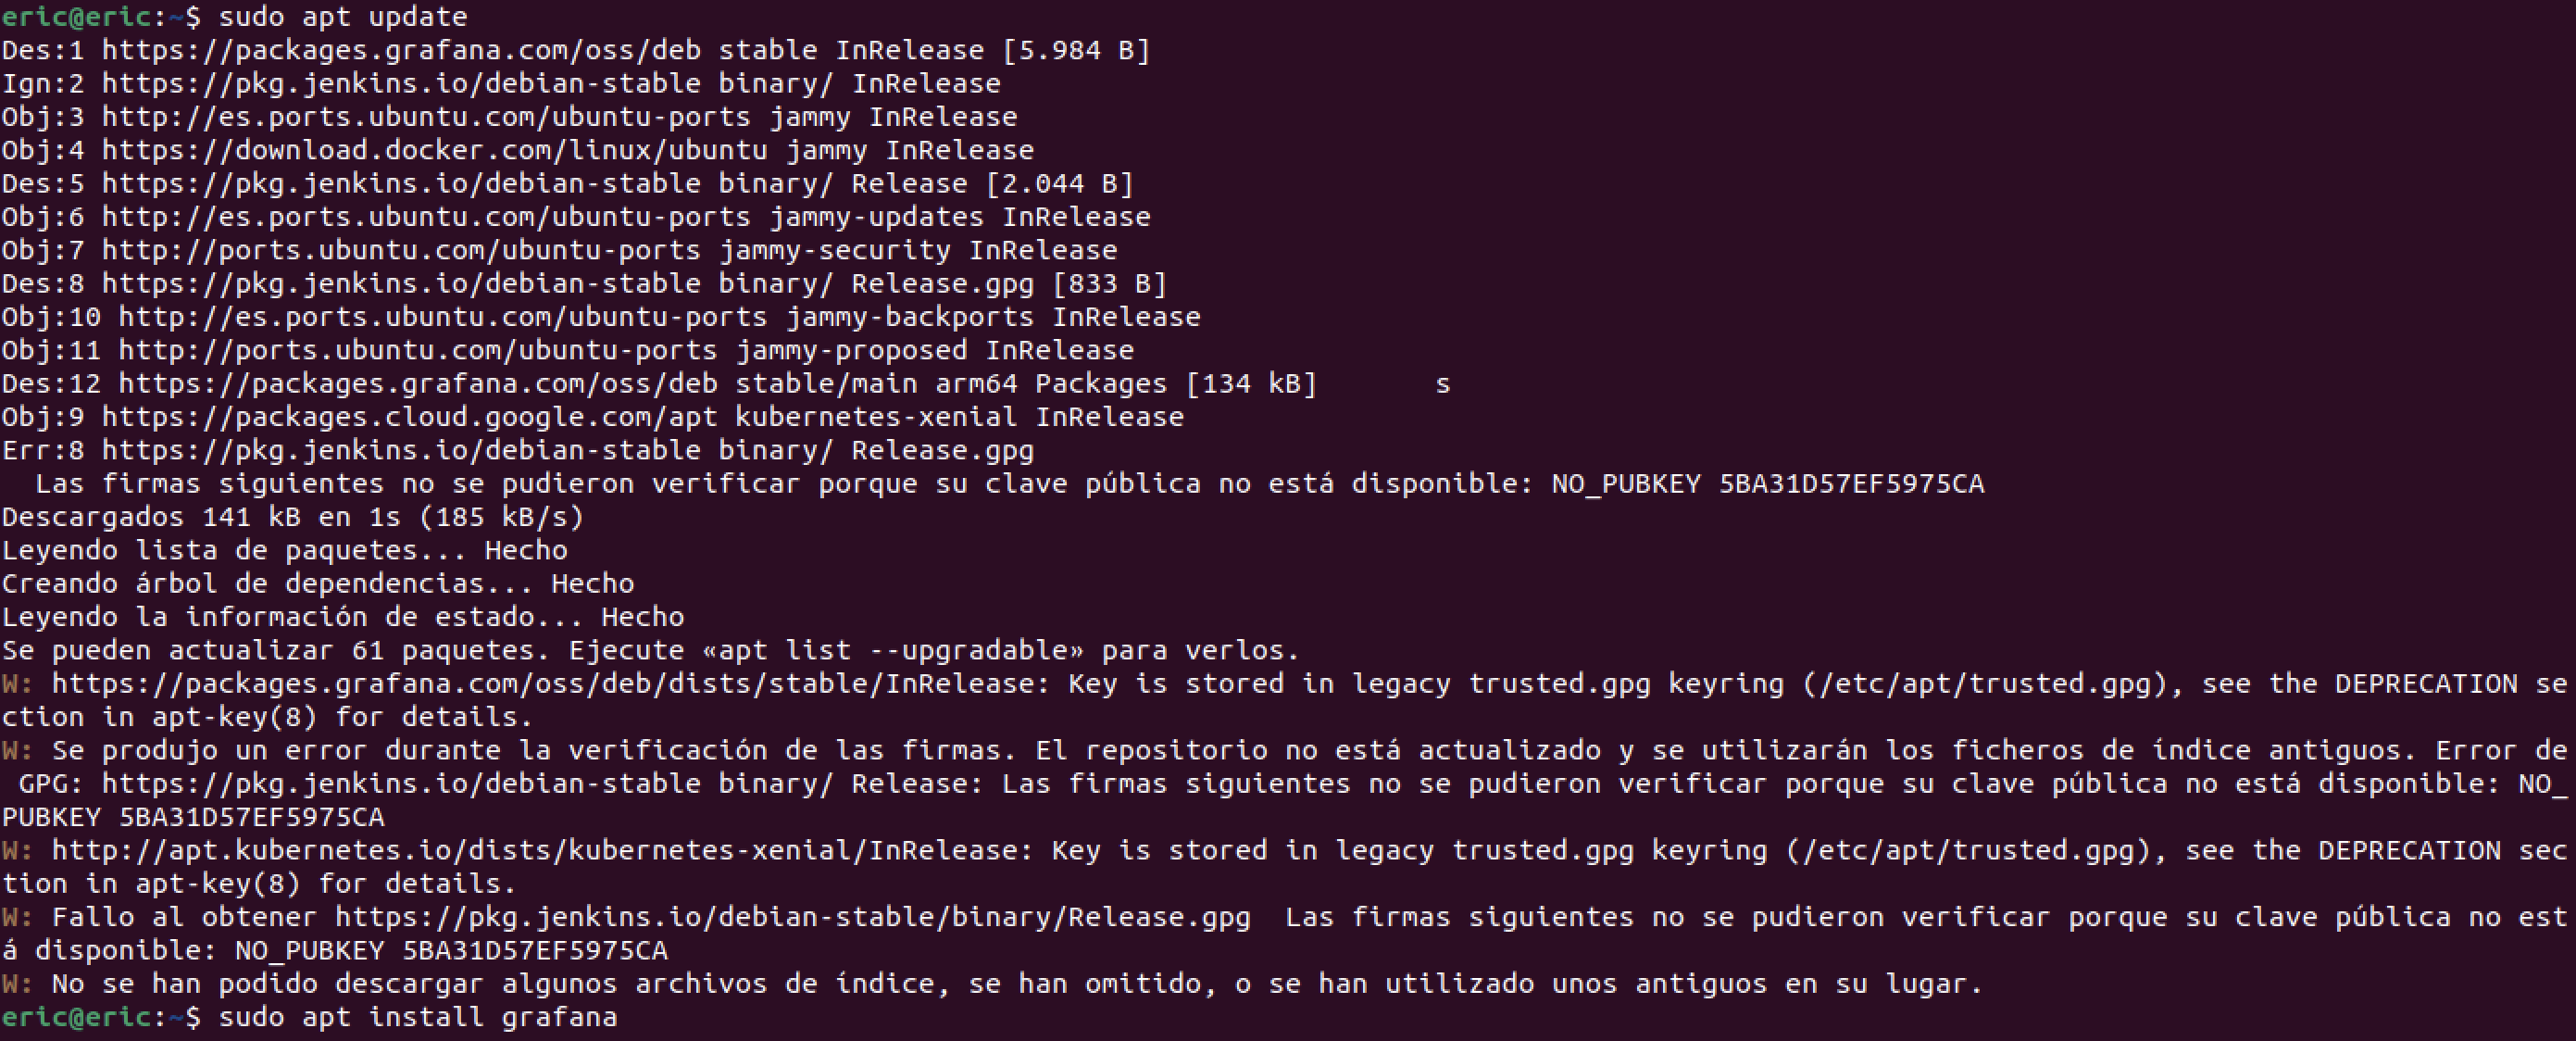 eric@eric:~$ sudo apt update
Des:1 https://packages.grafana.com/oss/deb stable InRelease [5.984 B]
Ign:2 https://pkg.jenkins.io/debian-stable binary/ InRelease
Obj:3 http://es.ports.ubuntu.com/ubuntu-ports jammy InRelease
Obj:4 https://download.docker.com/linux/ubuntu jammy InRelease
Des:5 https://pkg.jenkins.io/debian-stable binary/ Release [2.044 B]
Obj:6 http://es.ports.ubuntu.com/ubuntu-ports jammy-updates InRelease
Obj:7 http://ports.ubuntu.com/ubuntu-ports jammy-security InRelease
Des:8 https://pkg.jenkins.io/debian-stable binary/ Release.gpg [833 B]
Obj:10 http://es.ports.ubuntu.com/ubuntu-ports jammy-backports InRelease
Obj:11 http://ports.ubuntu.com/ubuntu-ports jammy-proposed InRelease
Des:12 https://packages.grafana.com/oss/deb stable/main arm64 Packages [134 kB]       s
Obj:9 https://packages.cloud.google.com/apt kubernetes-xenial InRelease
Err:8 https://pkg.jenkins.io/debian-stable binary/ Release.gpg
  Las firmas siguientes no se pudieron verificar porque su clave pública no está disponible: NO_PUBKEY 5BA31D57EF5975CA
Descargados 141 kB en 1s (185 kB/s)
Leyendo lista de paquetes... Hecho
Creando árbol de dependencias... Hecho
Leyendo la información de estado... Hecho
Se pueden actualizar 61 paquetes. Ejecute «apt list --upgradable» para verlos.
W: https://packages.grafana.com/oss/deb/dists/stable/InRelease: Key is stored in legacy trusted.gpg keyring (/etc/apt/trusted.gpg), see the DEPRECATION se
ction in apt-key(8) for details.
W: Se produjo un error durante la verificación de las firmas. El repositorio no está actualizado y se utilizarán los ficheros de índice antiguos. Error de
 GPG: https://pkg.jenkins.io/debian-stable binary/ Release: Las firmas siguientes no se pudieron verificar porque su clave pública no está disponible: NO_
PUBKEY 5BA31D57EF5975CA
W: http://apt.kubernetes.io/dists/kubernetes-xenial/InRelease: Key is stored in legacy trusted.gpg keyring (/etc/apt/trusted.gpg), see the DEPRECATION sec
tion in apt-key(8) for details.
W: Fallo al obtener https://pkg.jenkins.io/debian-stable/binary/Release.gpg  Las firmas siguientes no se pudieron verificar porque su clave pública no est
á disponible: NO_PUBKEY 5BA31D57EF5975CA
W: No se han podido descargar algunos archivos de índice, se han omitido, o se han utilizado unos antiguos en su lugar.
eric@eric:~$ sudo apt install grafana